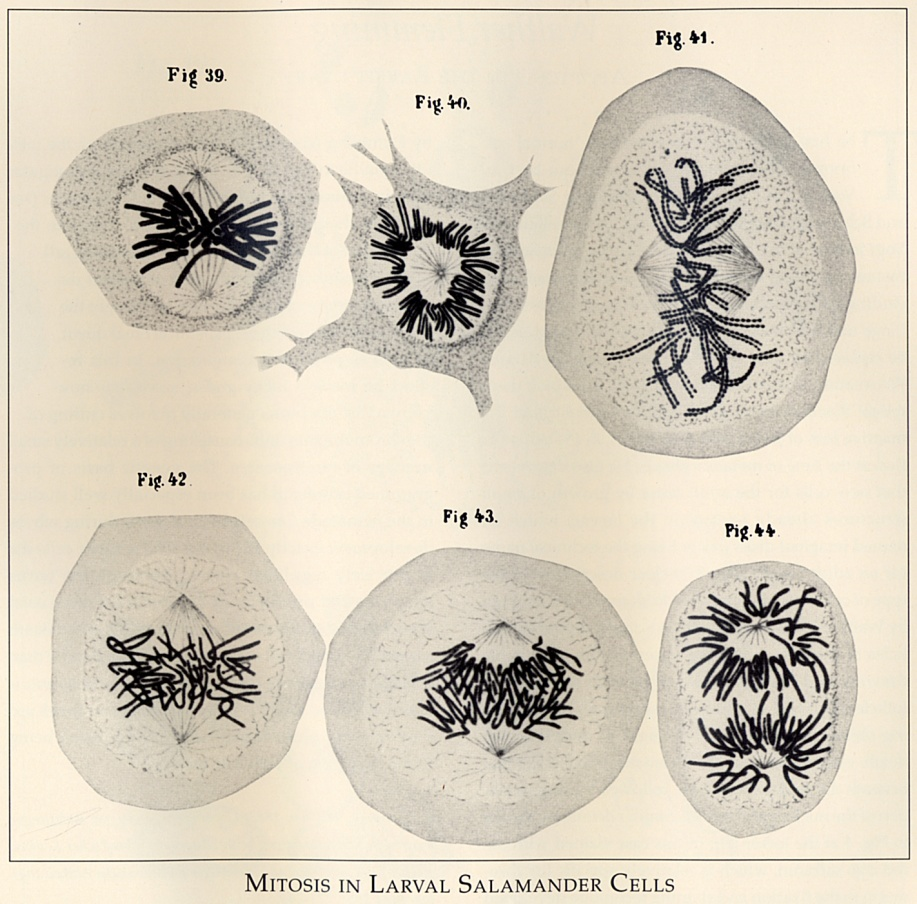 Fig 39.
Fig. 40.
Fig. 41.
Fig. 42.
Fig 43.
Fig. 44
MITOSIS IN LARVAL SALAMANDER CELLS